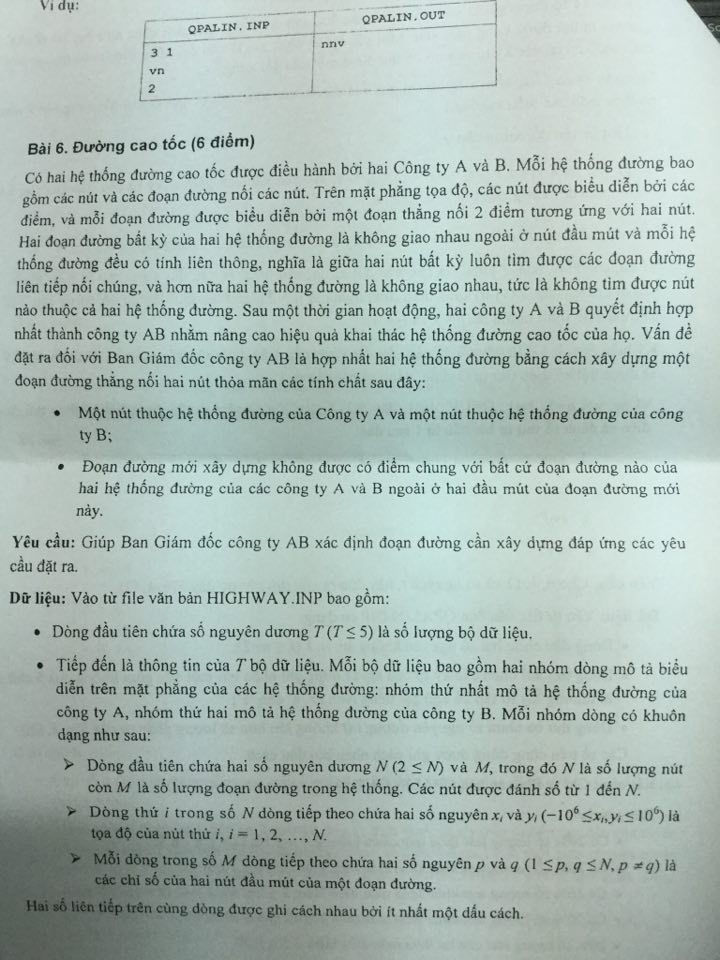 Ví dụ:
QPALIN.INP QPALIN.OUT
3 1 nnv
vn
2
Bài 6. Đường cao tốc (6 điểm)
Có hai hệ thống đường cao tốc được điều hành bởi hai Công ty A và B. Mỗi hệ thống đường bao
gồm các nút và các đoạn đường nối các nút. Trên mặt phẳng tọa độ, các nút được biểu diễn bởi các
điểm, và mỗi đoạn đường được biểu diễn bởi một đoạn thẳng nối 2 điểm tương ứng với hai nút.
Hai đoạn đường bất kỳ của hai hệ thống đường là không giao nhau ngoài ở nút đầu mút và mỗi hệ
thống đường đều có tính liên thông, nghĩa là giữa hai nút bất kỳ luôn tìm được các đoạn đường
liên tiếp nối chúng, và hơn nữa hai hệ thống đường là không giao nhau, tức là không tìm được nút
nào thuộc cả hai hệ thống đường. Sau một thời gian hoạt động, hai công ty A và B quyết định hợp
nhất thành công ty AB nhằm nâng cao hiệu quả khai thác hệ thống đường cao tốc của họ. Vấn đề
đặt ra đối với Ban Giám đốc công ty AB là hợp nhất hai hệ thống đường bằng cách xây dựng một
đoạn đường thẳng nối hai nút thỏa mãn các tính chất sau đây:
• Một nút thuộc hệ thống đường của Công ty A và một nút thuộc hệ thống đường của công
ty B;
• Đoạn đường mới xây dựng không được có điểm chung với bất cứ đoạn đường nào của
hai hệ thống đường của các công ty A và B ngoài ở hai đầu mút của đoạn đường mới
này.
Yêu cầu: Giúp Ban Giám đốc công ty AB xác định đoạn đường cần xây dựng đáp ứng các yêu
cầu đặt ra.
Dữ liệu: Vào từ file văn bản HIGHWAY.INP bao gồm:
• Dòng đầu tiên chứa số nguyên dương T (T ≤ 5) là số lượng bộ dữ liệu.
• Tiếp đến là thông tin của T bộ dữ liệu. Mỗi bộ dữ liệu bao gồm hai nhóm dòng mô tả biểu
diễn trên mặt phẳng của các hệ thống đường: nhóm thứ nhất mô tả hệ thống đường của
công ty A, nhóm thứ hai mô tả hệ thống đường của công ty B. Mỗi nhóm dòng có khuôn
dạng như sau:
➢ Dòng đầu tiên chứa hai số nguyên dương N (2 ≤ N) và M, trong đó N là số lượng nút
còn M là số lượng đoạn đường trong hệ thống. Các nút được đánh số từ 1 đến N.
➢ Dòng thứ i trong số N dòng tiếp theo chứa hai số nguyên xᵢ và yᵢ (−10⁶ ≤xᵢ,yᵢ ≤ 10⁶) là
tọa độ của nút thứ i, i = 1, 2, ..., N.
➢ Mỗi dòng trong số M dòng tiếp theo chứa hai số nguyên p và q (1 ≤ p, q ≤ N, p ≠ q) là
các chỉ số của hai nút đầu mút của một đoạn đường.
Hai số liên tiếp trên cùng dòng được ghi cách nhau bởi ít nhất một dấu cách.